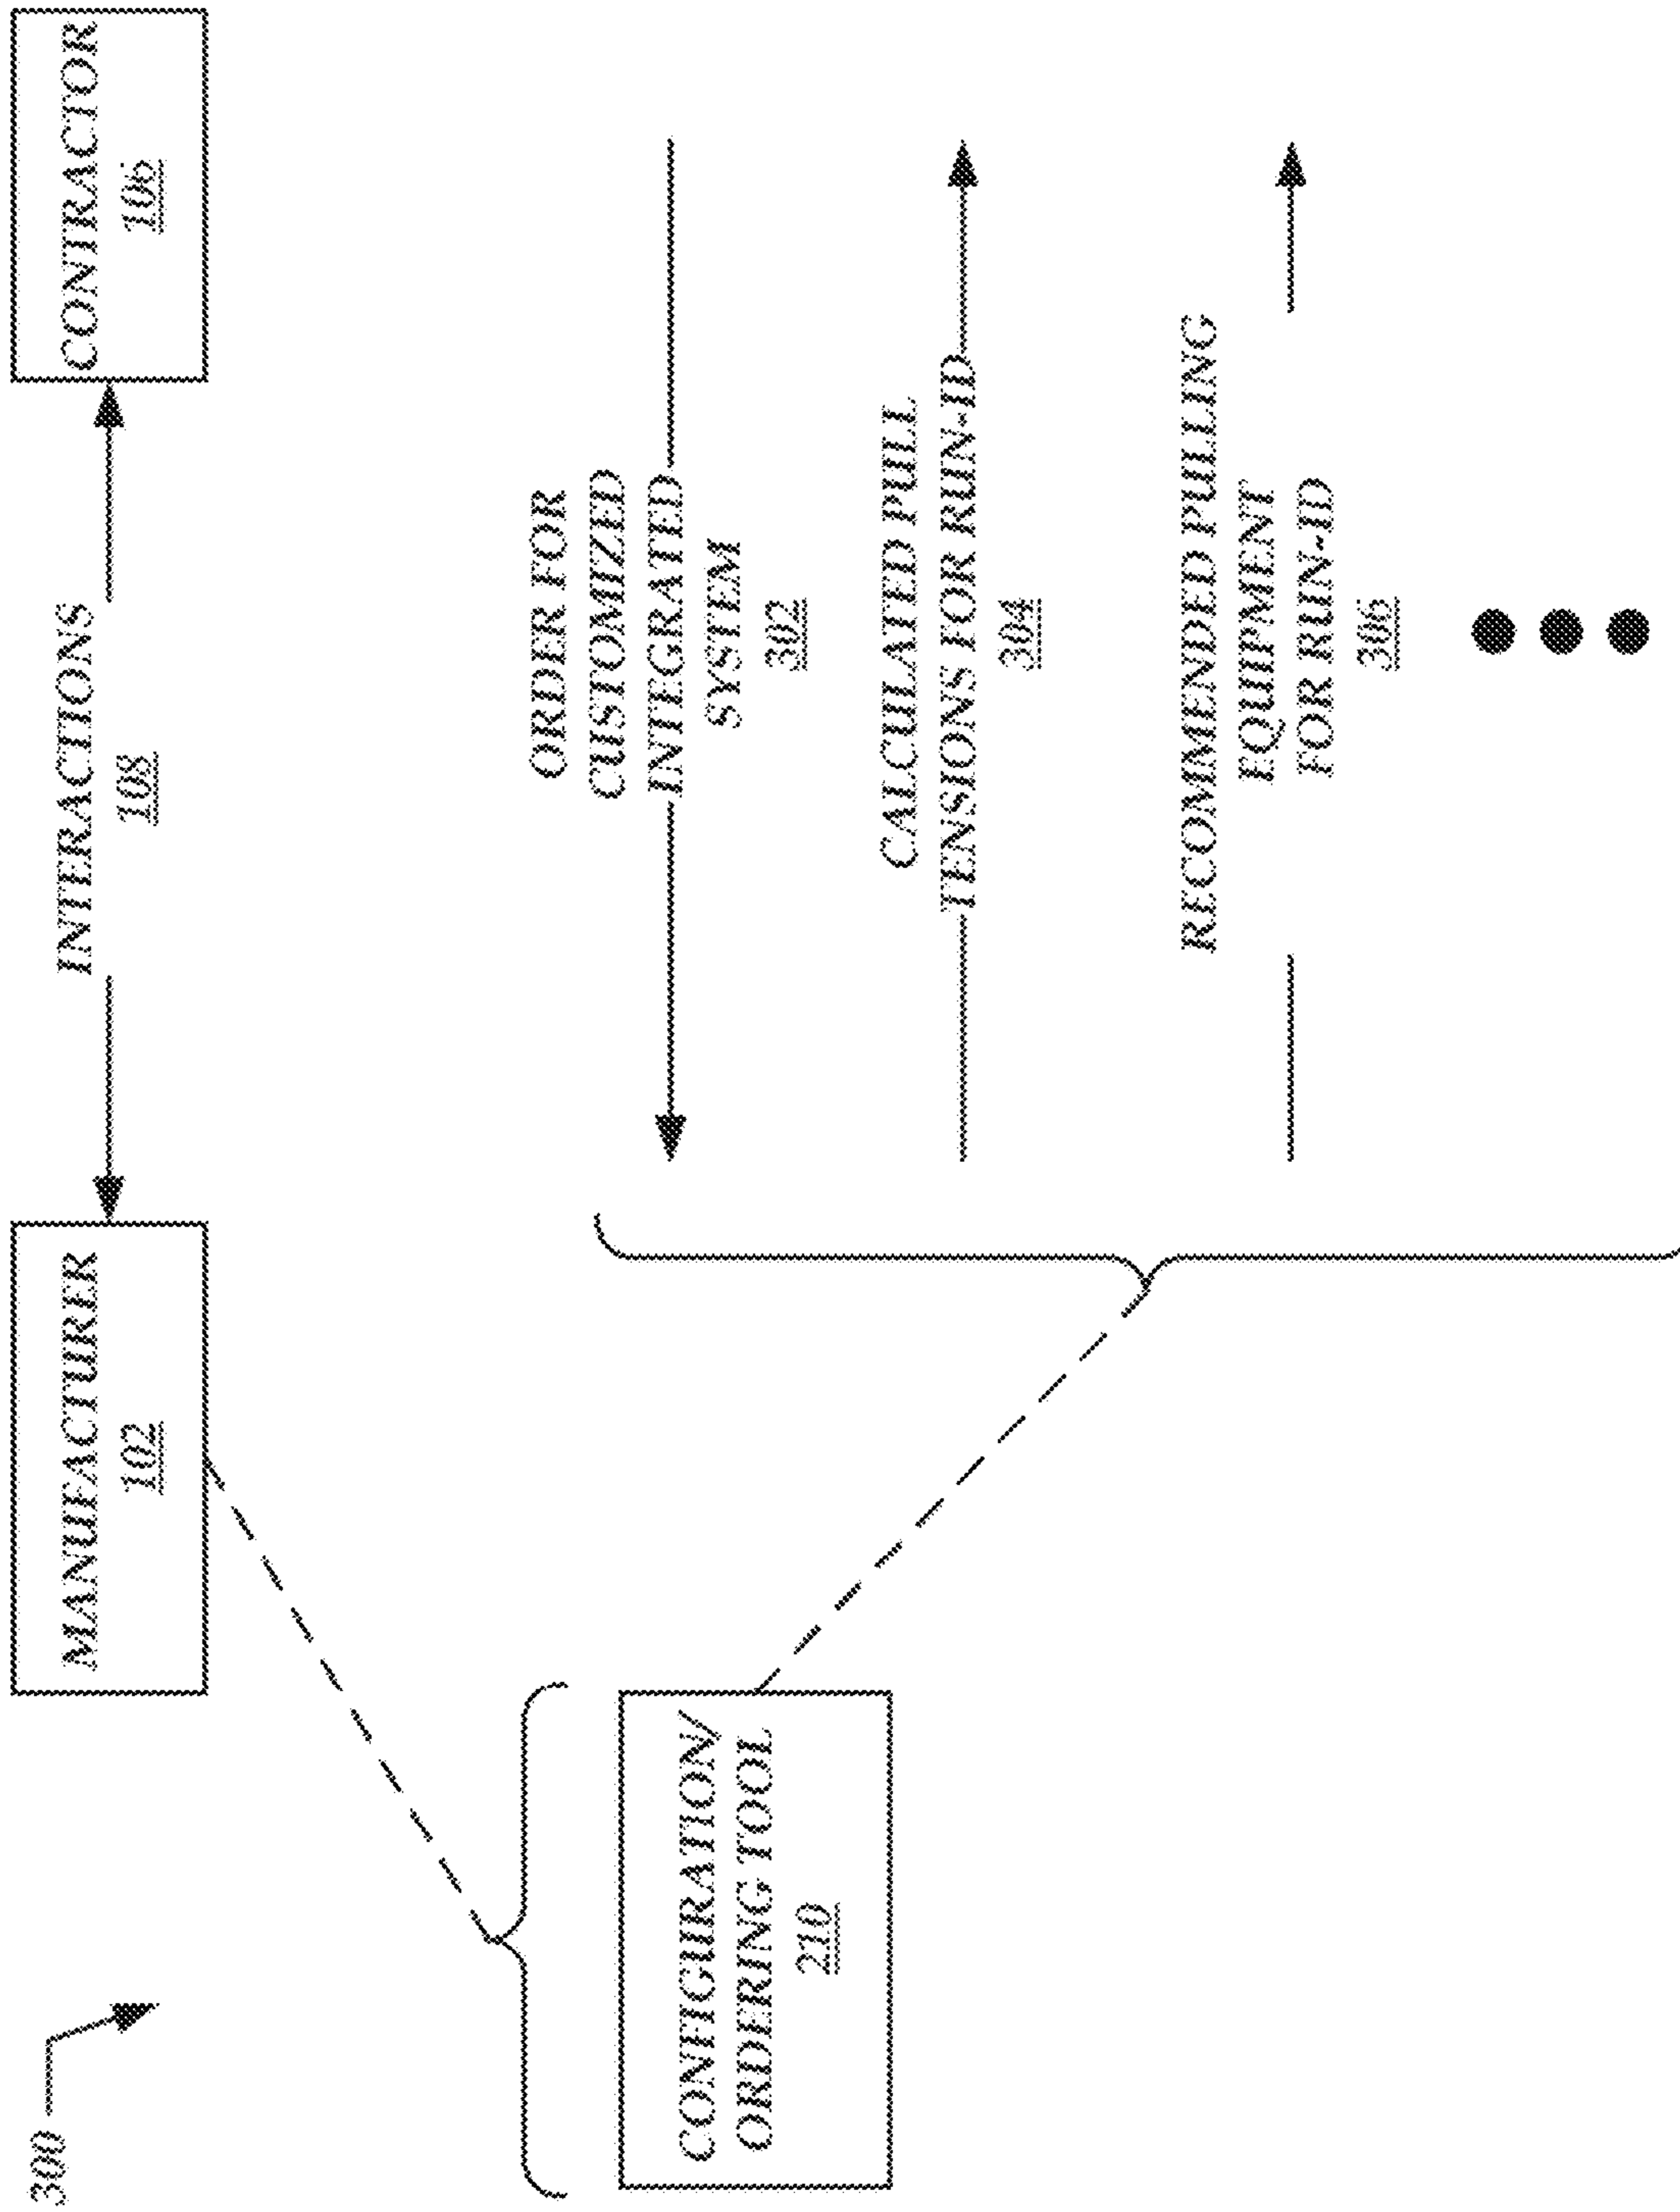 300
MANUFACTURER
102
INTERACTIONS
108
CONTRACTOR
106
CONFIGURATION/
ORDERING TOOL
210
ORDER FOR
CUSTOMIZED
INTEGRATED
SYSTEM
302
CALCULATED PULL
TENSIONS FOR RUN-ID
304
RECOMMENDED PULLING
EQUIPMENT
FOR RUN-ID
306